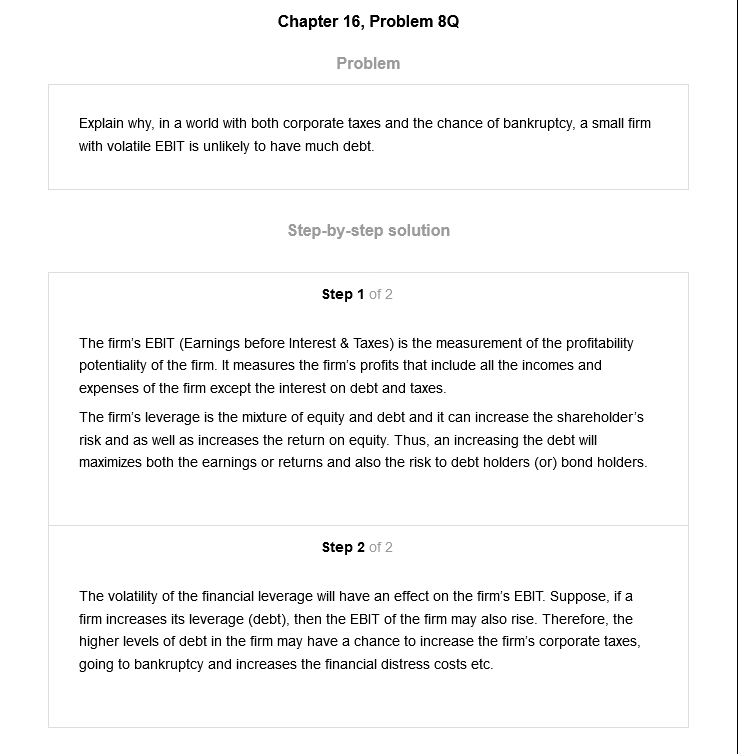 Chapter 16, Problem 8Q
Problem
Explain why, in a world with both corporate taxes and the chance of bankruptcy, a small firm
with volatile EBIT is unlikely to have much debt.
Step-by-step solution
Step 1 of 2
The firm's EBIT (Earnings before Interest & Taxes) is the measurement of the profitability
potentiality of the firm. It measures the firm's profits that include all the incomes and
expenses of the firm except the interest on debt and taxes.
The firm's leverage is the mixture of equity and debt and it can increase the shareholder's
risk and as well as increases the return on equity. Thus, an increasing the debt will
maximizes both the earnings or returns and also the risk to debt holders (or) bond holders.
Step 2 of 2
The volatility of the financial leverage will have an effect on the firm's EBIT. Suppose, if a
firm increases its leverage (debt), then the EBIT of the firm may also rise. Therefore, the
higher levels of debt in the firm may have a chance to increase the firm's corporate taxes,
going to bankruptcy and increases the financial distress costs etc.